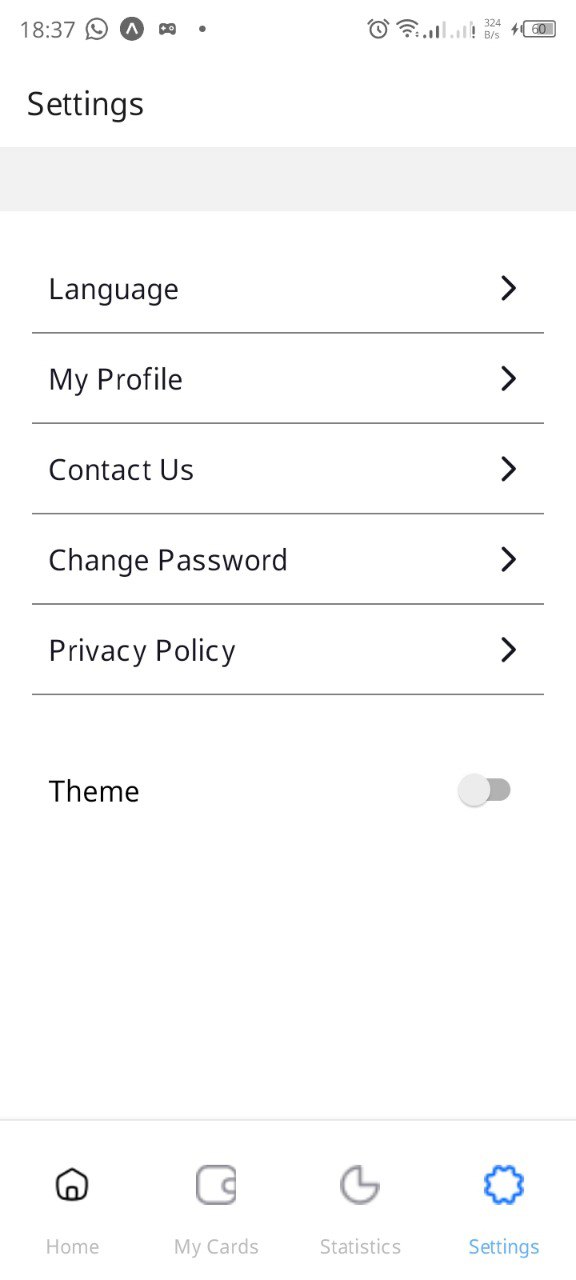 18:37 324 B/s 60
Settings
Language
My Profile
Contact Us
Change Password
Privacy Policy
Theme
Home My Cards Statistics Settings